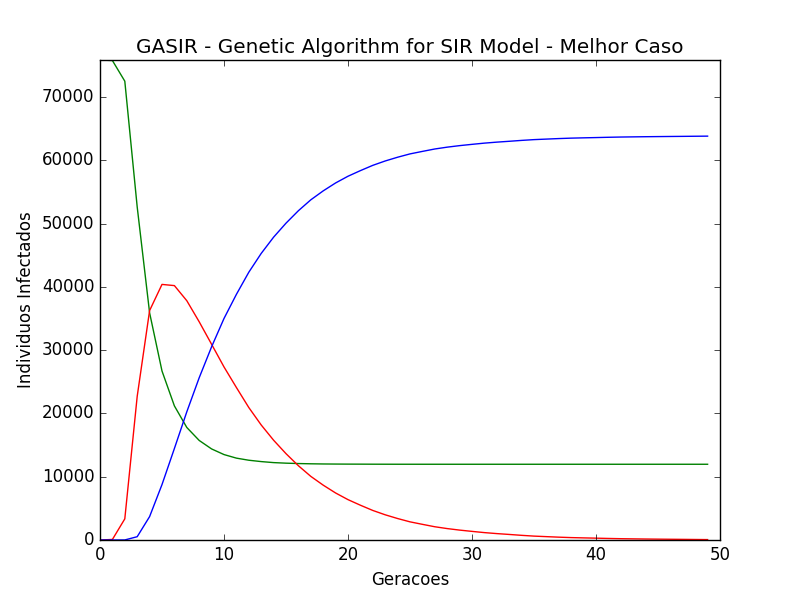 GASIR - Genetic Algorithm for SIR Model - Melhor Caso
70000
60000
50000
40000
30000
20000
10000
0
Individuos Infectados
0 10 20 30 40 50
Geracoes